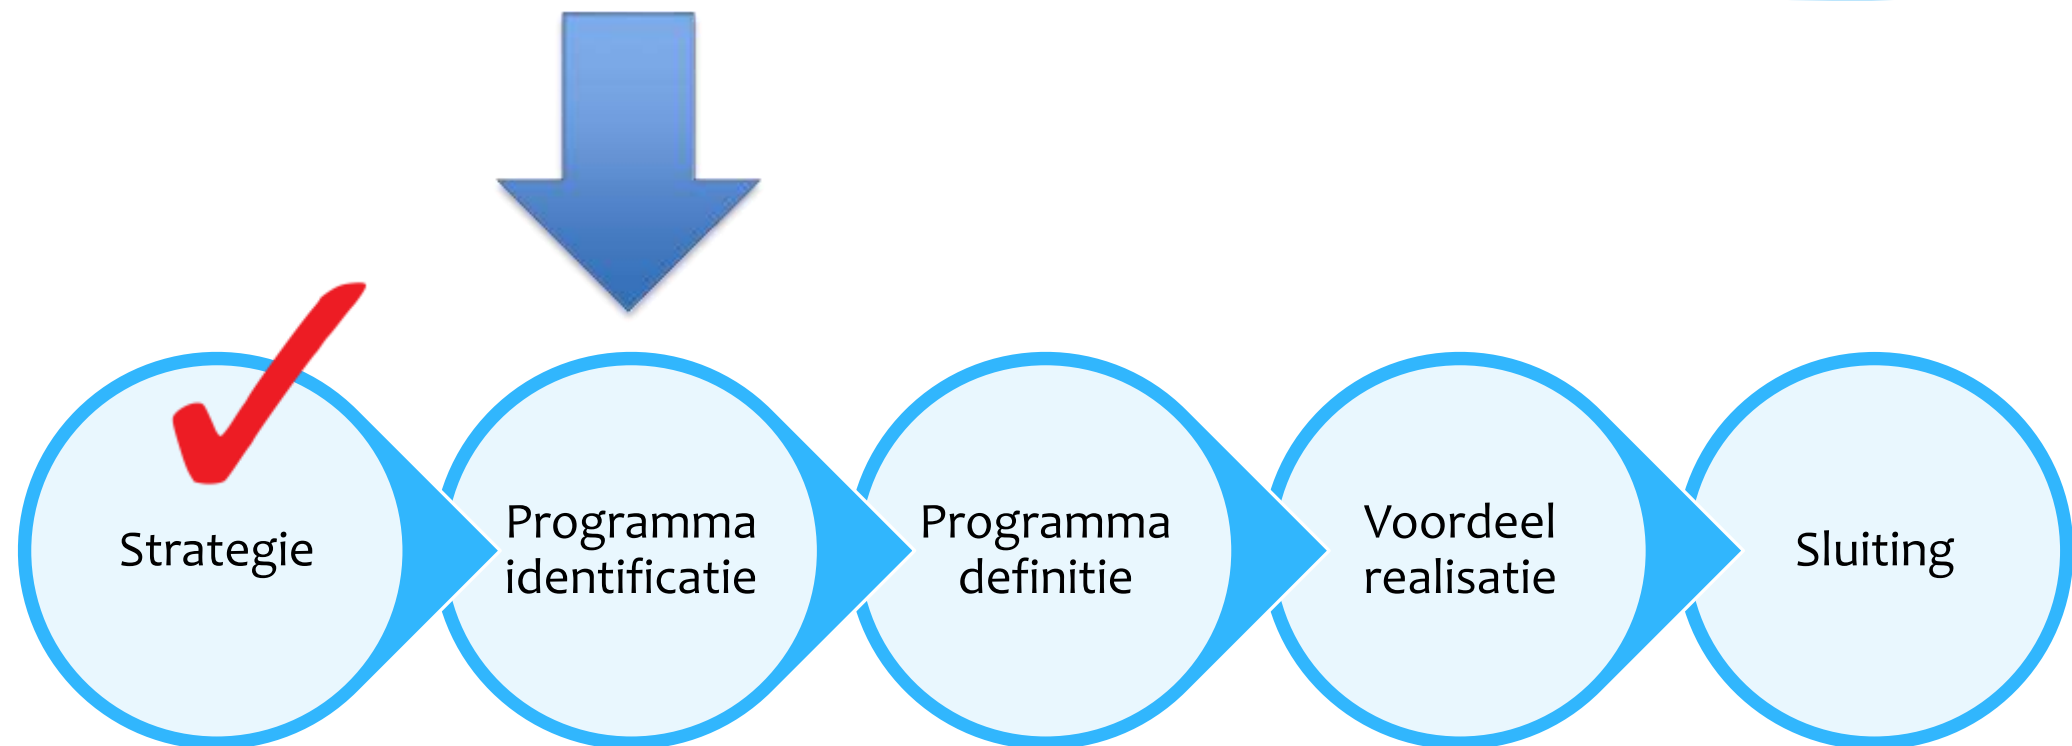 Strategie
Programma
identificatie
Programma
definitie
Voordeel
realisatie
Sluiting